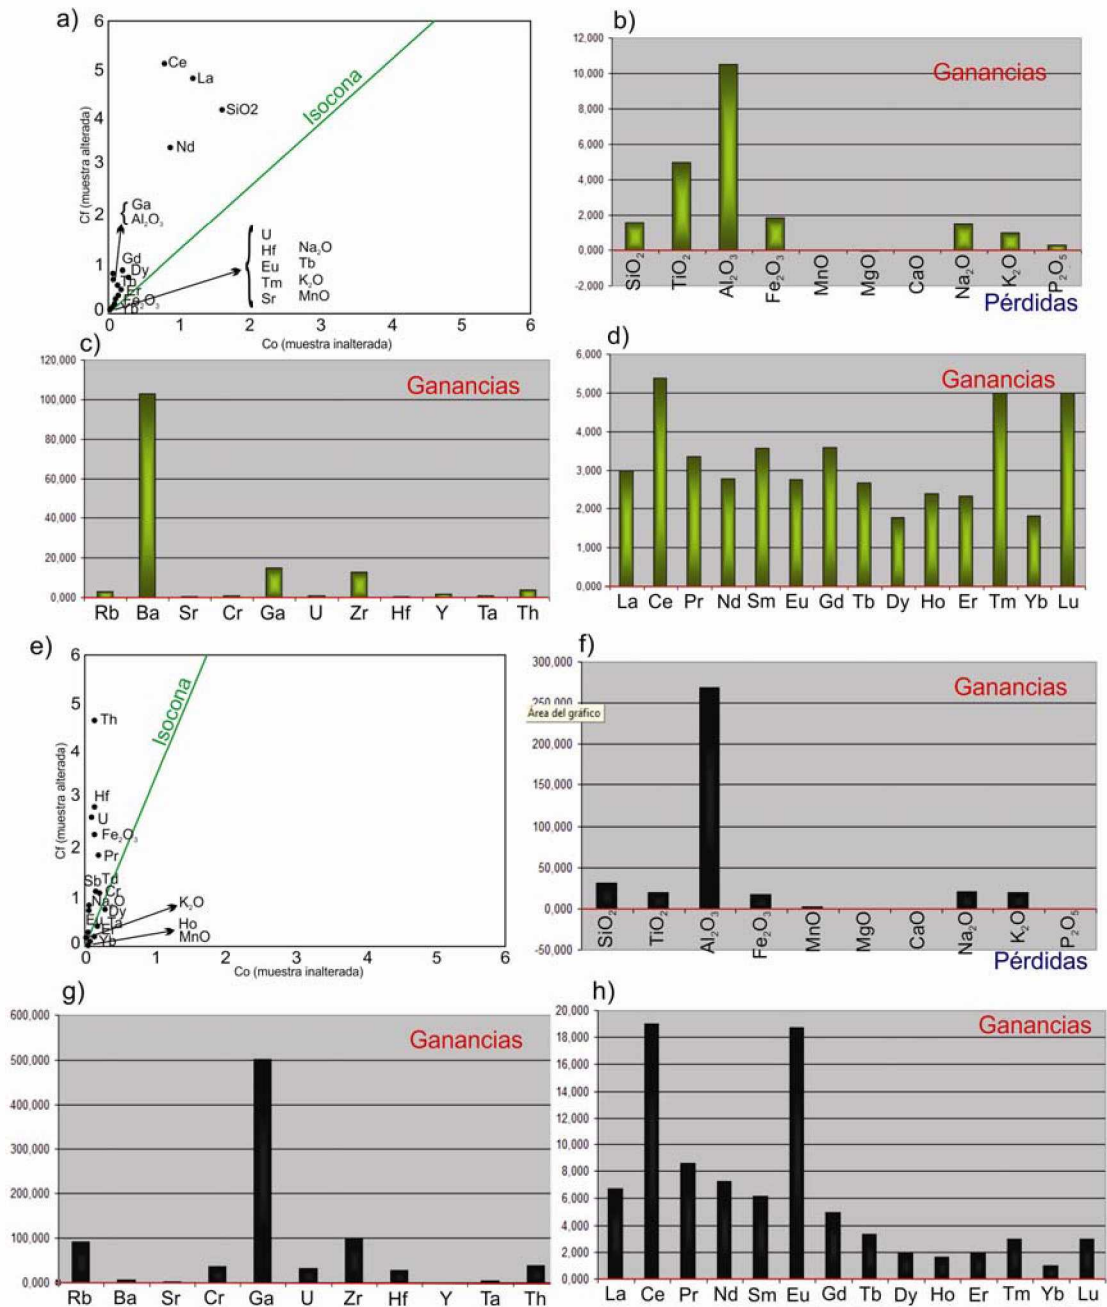 a)
6
5
4
3
2
1
0
Cf (muestra alterada)
Ce
La
SiO2
Nd
Isocona
Ga
Al₂O₃
Gd
Dy
Er
Fe₂O₃
Yb
U
Hf
Eu
Tm
Sr
Na₂O
Tb
K₂O
MnO
1 2 3 4 5 6
Co (muestra inalterada)
b)
12,000
10,000
8,000
6,000
4,000
2,000
0,000
-2,000
Ganancias
SiO₂ TiO₂ Al₂O₃ Fe₂O₃ MnO MgO CaO Na₂O K₂O P₂O₅
Pérdidas
c)
120,000
100,000
80,000
60,000
40,000
20,000
0,000
Ganancias
Rb Ba Sr Cr Ga U Zr Hf Y Ta Th
d)
6,000
5,000
4,000
3,000
2,000
1,000
0,000
Ganancias
La Ce Pr Nd Sm Eu Gd Tb Dy Ho Er Tm Yb Lu
e)
6
5
4
3
2
1
0
Cf (muestra alterada)
Isocona
Th
Hf
U
Fe₂O₃
Pr
Sb Td
Cr
Na₂O
Dy
Ta
Yb
K₂O
Ho
MnO
1 2 3 4 5 6
Co (muestra inalterada)
f)
300,000
250,000
200,000
150,000
100,000
50,000
0,000
-50,000
Ganancias
Área del gráfico
SiO₂ TiO₂ Al₂O₃ Fe₂O₃ MnO MgO CaO Na₂O K₂O P₂O₅
Pérdidas
g)
600,000
500,000
400,000
300,000
200,000
100,000
0,000
Ganancias
Rb Ba Sr Cr Ga U Zr Hf Y Ta Th
h)
20,000
18,000
16,000
14,000
12,000
10,000
8,000
6,000
4,000
2,000
0,000
Ganancias
La Ce Pr Nd Sm Eu Gd Tb Dy Ho Er Tm Yb Lu